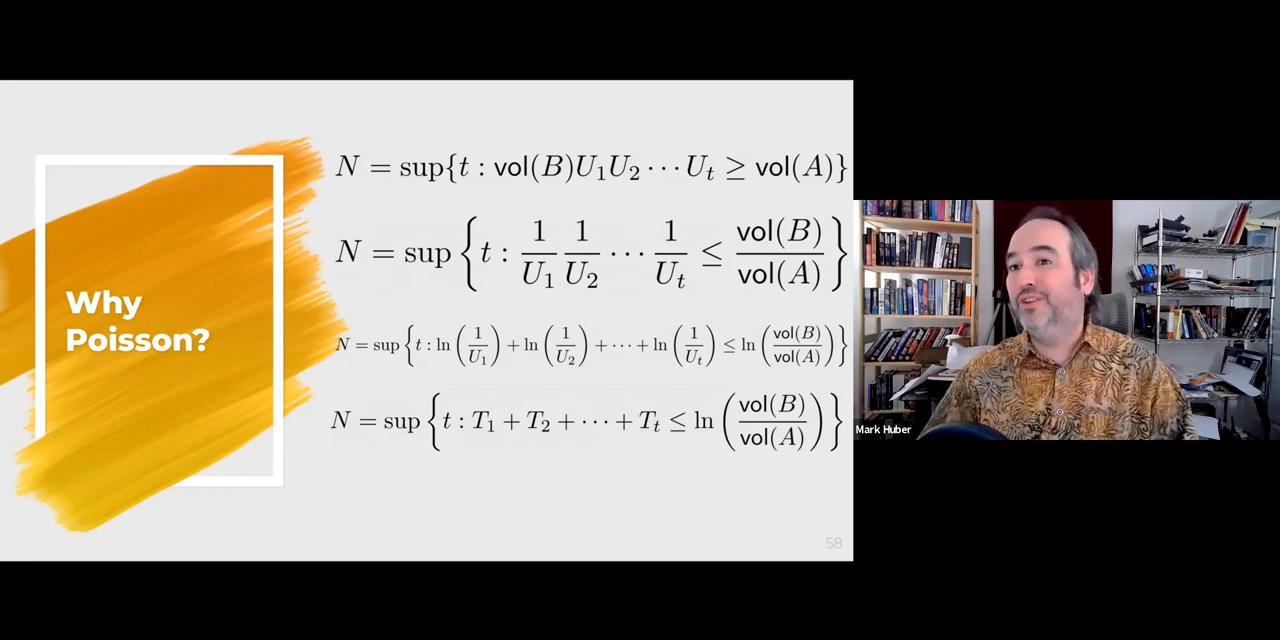 Why
Poisson?
N = sup{t : vol(B)U₁U₂ ⋯ Uₜ ≥ vol(A)}
N = sup { t : 1/U₁ 1/U₂ ⋯ 1/Uₜ ≤ vol(B)/vol(A) }
N = sup { t : ln (1/U₁) + ln (1/U₂) + ⋯ + ln (1/Uₜ) ≤ ln (vol(B)/vol(A)) }
N = sup { t : T₁ + T₂ + ⋯ + Tₜ ≤ ln (vol(B)/vol(A)) }
58
Mark Huber